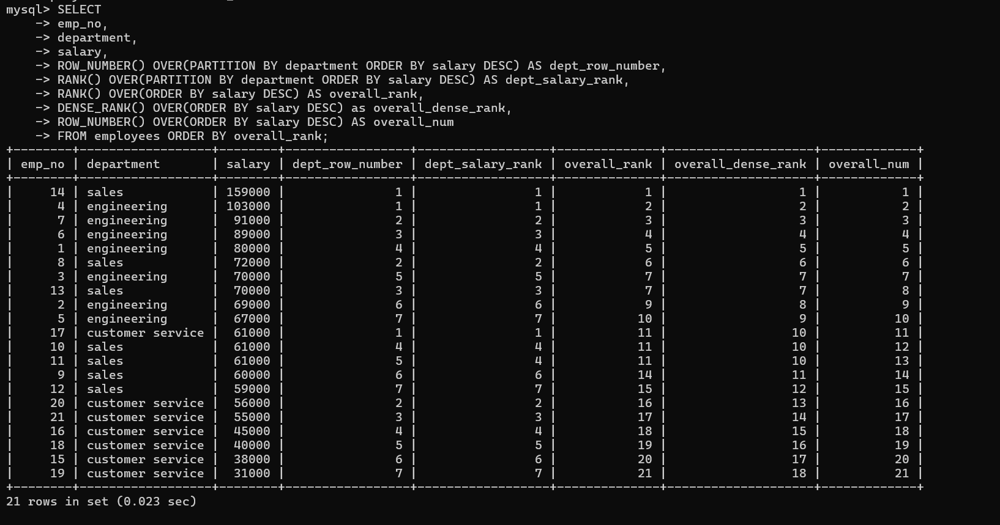 mysql> SELECT
    -> emp_no,
    -> department,
    -> salary,
    -> ROW_NUMBER() OVER(PARTITION BY department ORDER BY salary DESC) AS dept_row_number,
    -> RANK() OVER(PARTITION BY department ORDER BY salary DESC) AS dept_salary_rank,
    -> RANK() OVER(ORDER BY salary DESC) AS overall_rank,
    -> DENSE_RANK() OVER(ORDER BY salary DESC) as overall_dense_rank,
    -> ROW_NUMBER() OVER(ORDER BY salary DESC) AS overall_num
    -> FROM employees ORDER BY overall_rank;
+--------+------------------+--------+-----------------+------------------+--------------+--------------------+-------------+
| emp_no | department       | salary | dept_row_number | dept_salary_rank | overall_rank | overall_dense_rank | overall_num |
+--------+------------------+--------+-----------------+------------------+--------------+--------------------+-------------+
|     14 | sales            | 159000 |               1 |                1 |            1 |                  1 |           1 |
|      4 | engineering      | 103000 |               1 |                1 |            2 |                  2 |           2 |
|      7 | engineering      |  91000 |               2 |                2 |            3 |                  3 |           3 |
|      6 | engineering      |  89000 |               3 |                3 |            4 |                  4 |           4 |
|      1 | engineering      |  80000 |               4 |                4 |            5 |                  5 |           5 |
|      8 | sales            |  72000 |               2 |                2 |            6 |                  6 |           6 |
|      3 | engineering      |  70000 |               5 |                5 |            7 |                  7 |           7 |
|     13 | sales            |  70000 |               3 |                3 |            7 |                  7 |           8 |
|      2 | engineering      |  69000 |               6 |                6 |            9 |                  8 |           9 |
|      5 | engineering      |  67000 |               7 |                7 |           10 |                  9 |          10 |
|     17 | customer service |  61000 |               1 |                1 |           11 |                 10 |          11 |
|     10 | sales            |  61000 |               4 |                4 |           11 |                 10 |          12 |
|     11 | sales            |  61000 |               5 |                4 |           11 |                 10 |          13 |
|      9 | sales            |  60000 |               6 |                6 |           14 |                 11 |          14 |
|     12 | sales            |  59000 |               7 |                7 |           15 |                 12 |          15 |
|     20 | customer service |  56000 |               2 |                2 |           16 |                 13 |          16 |
|     21 | customer service |  55000 |               3 |                3 |           17 |                 14 |          17 |
|     16 | customer service |  45000 |               4 |                4 |           18 |                 15 |          18 |
|     18 | customer service |  40000 |               5 |                5 |           19 |                 16 |          19 |
|     15 | customer service |  38000 |               6 |                6 |           20 |                 17 |          20 |
|     19 | customer service |  31000 |               7 |                7 |           21 |                 18 |          21 |
+--------+------------------+--------+-----------------+------------------+--------------+--------------------+-------------+
21 rows in set (0.023 sec)